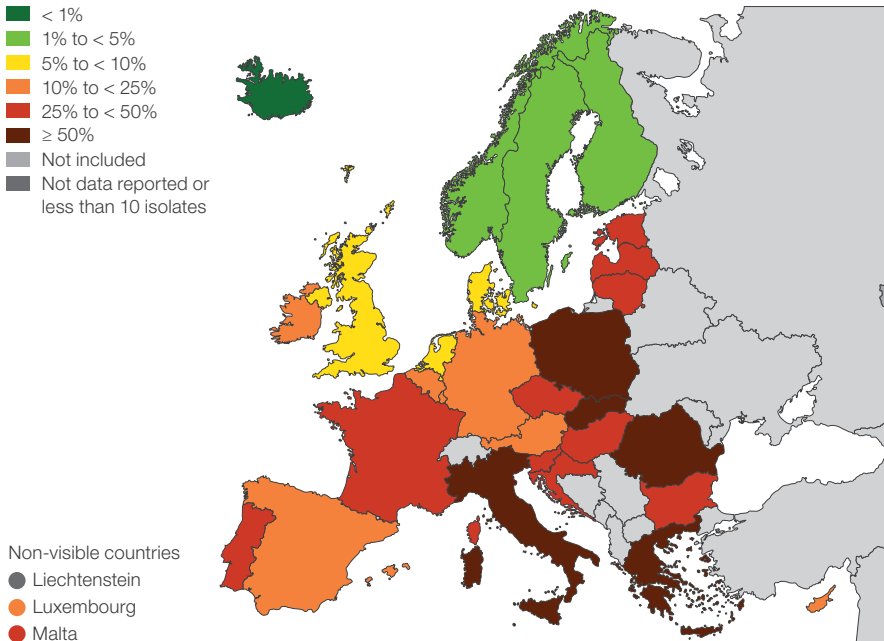 < 1%
1% to < 5%
5% to < 10%
10% to < 25%
25% to < 50%
≥ 50%
Not included
Not data reported or
less than 10 isolates
Non-visible countries
Liechtenstein
Luxembourg
Malta